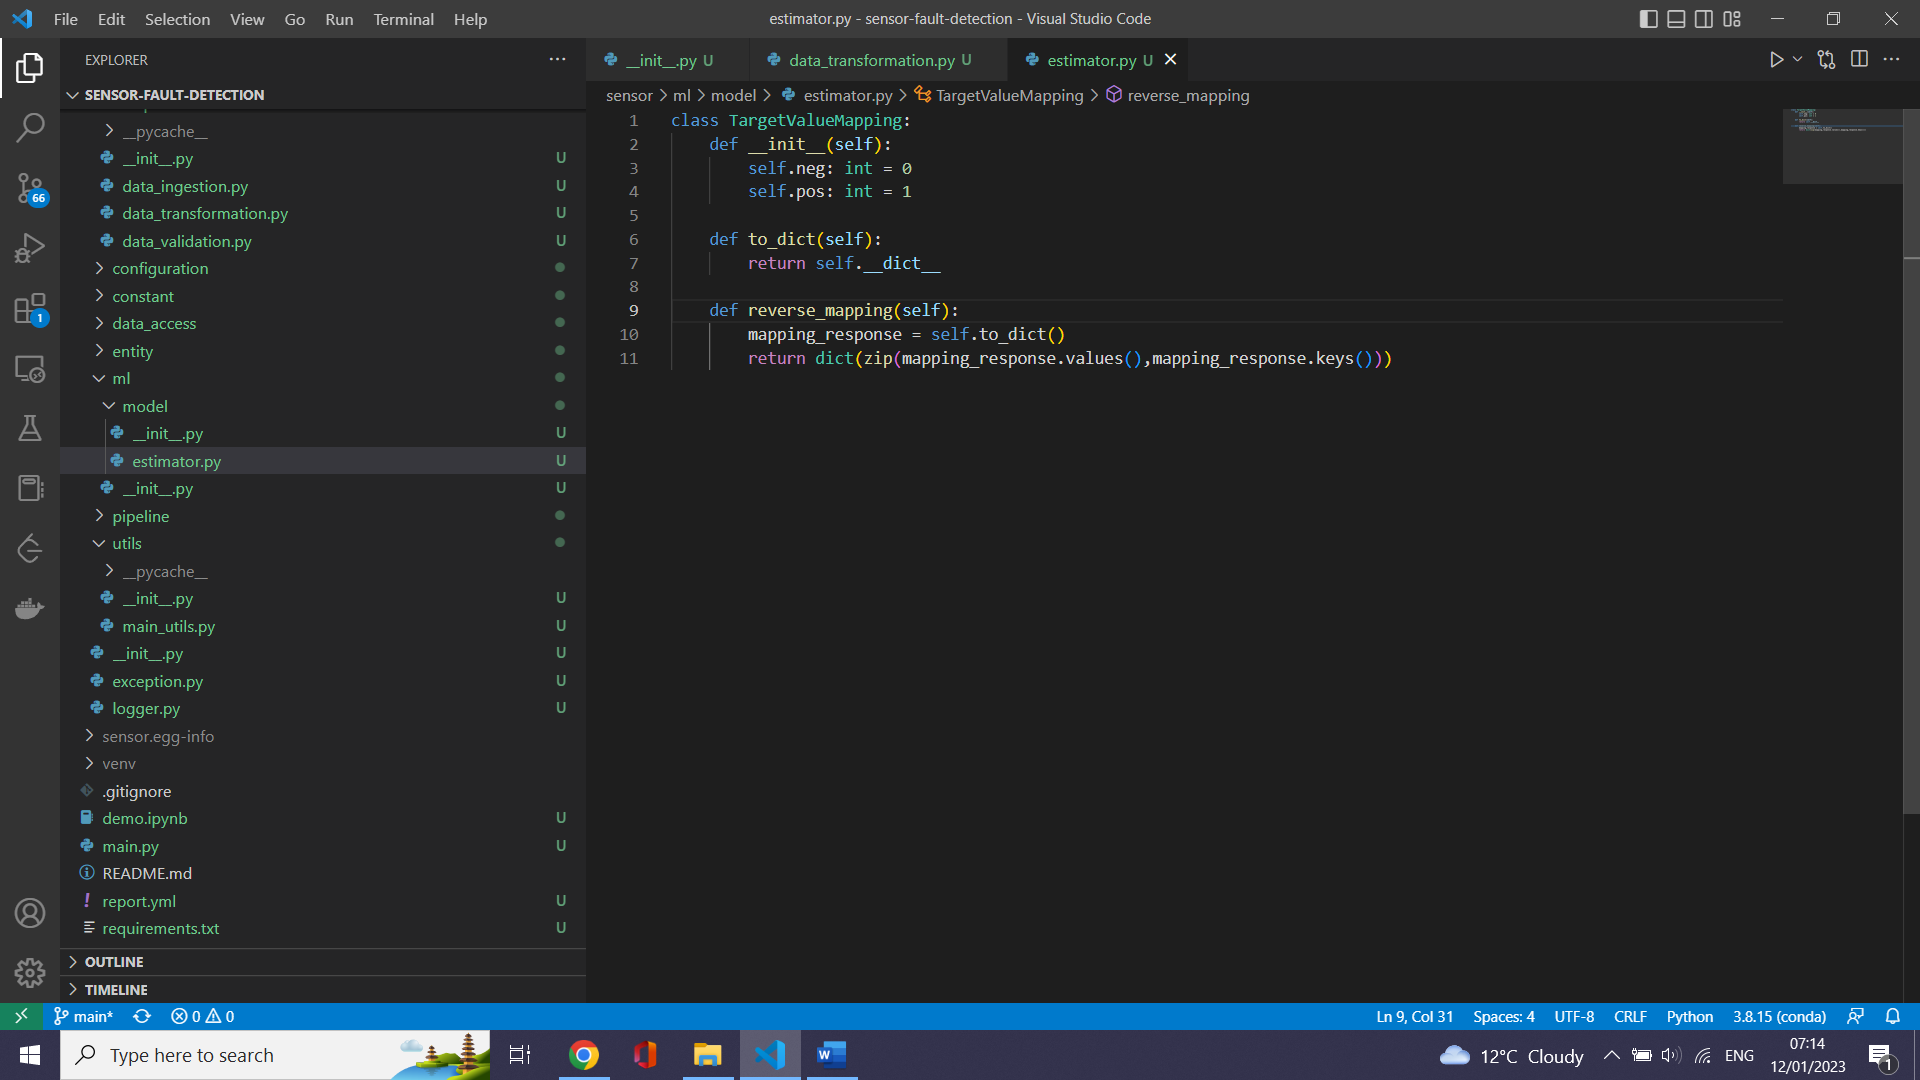 File Edit Selection View Go Run Terminal Help
estimator.py - sensor-fault-detection - Visual Studio Code
EXPLORER
SENSOR-FAULT-DETECTION
__pycache__
__init__.py U
data_ingestion.py U
data_transformation.py U
data_validation.py U
configuration
constant
data_access
entity
ml
model
__init__.py U
estimator.py U
__init__.py U
pipeline
utils
__pycache__
__init__.py U
main_utils.py U
__init__.py U
exception.py U
logger.py U
sensor.egg-info
venv
.gitignore
demo.ipynb U
main.py U
README.md
report.yml U
requirements.txt U
OUTLINE
TIMELINE
66
1
__init__.py U
data_transformation.py U
estimator.py U
sensor > ml > model > estimator.py > TargetValueMapping > reverse_mapping
1 class TargetValueMapping:
2 def __init__(self):
3 self.neg: int = 0
4 self.pos: int = 1
5
6 def to_dict(self):
7 return self.__dict__
8
9 def reverse_mapping(self):
10 mapping_response = self.to_dict()
11 return dict(zip(mapping_response.values(),mapping_response.keys()))
main* 0 0
Ln 9, Col 31 Spaces: 4 UTF-8 CRLF Python 3.8.15 (conda)
Type here to search
12°C Cloudy
ENG
07:14
12/01/2023
1